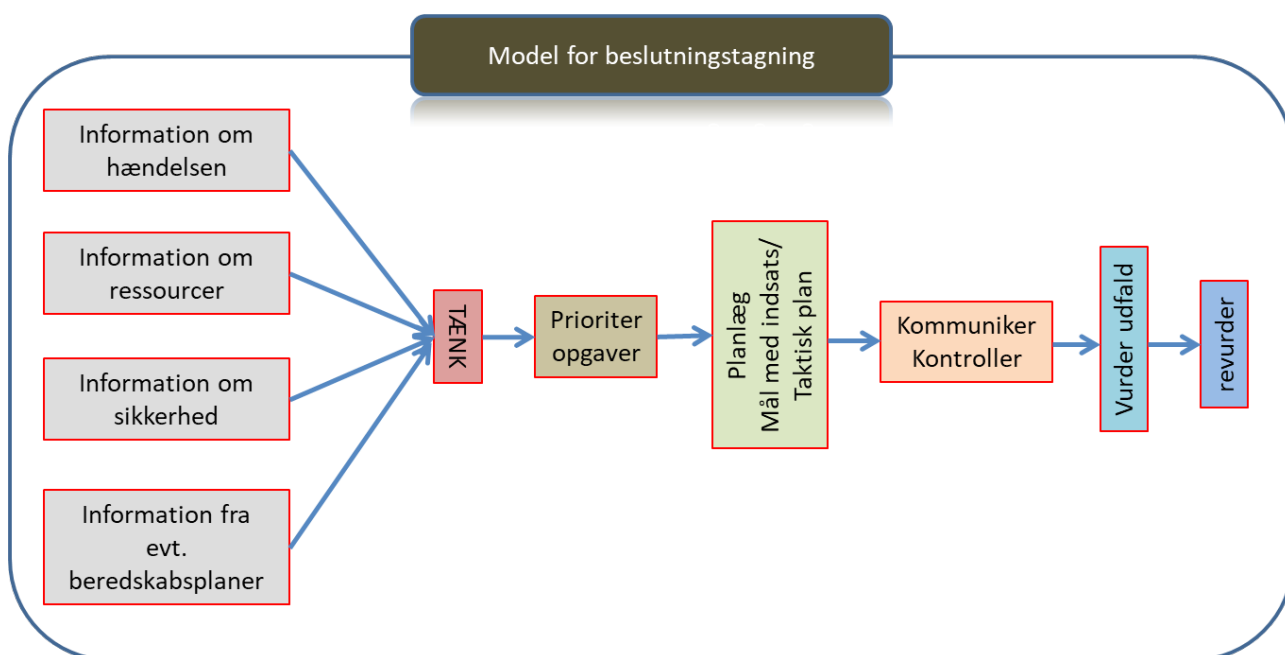 Model for beslutningstagning
Information om
hændelsen
Information om
ressourcer
Information om
sikkerhed
Information fra
evt.
beredskabsplaner
TÆNK
Prioriter
opgaver
Planlæg
Mål med indsats/
Taktisk plan
Kommuniker
Kontroller
Vurder udfald
revurder